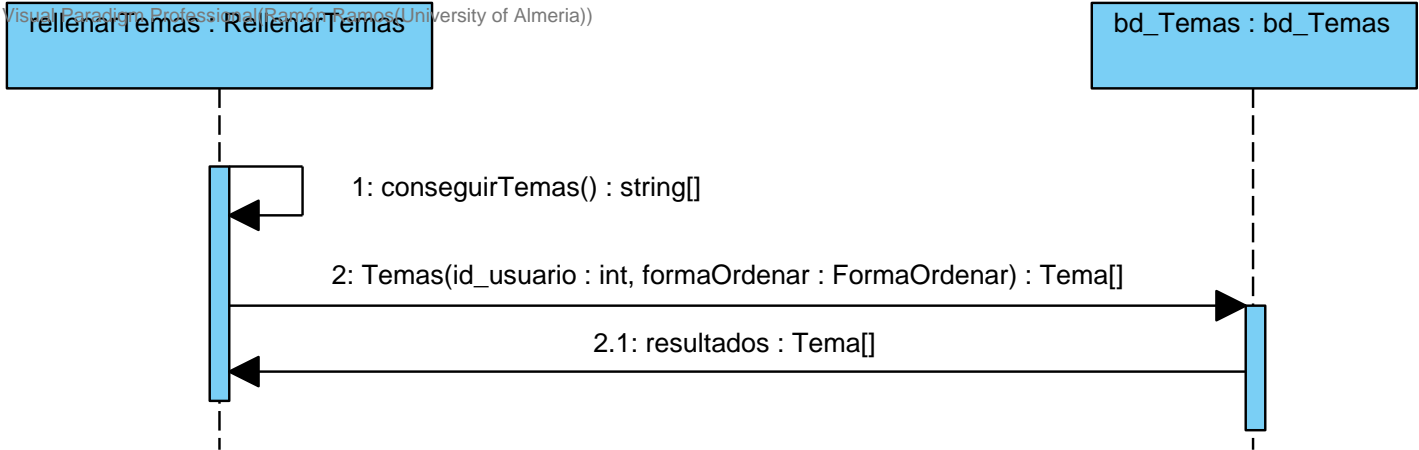 Visual Paradigm Professional(Ramón Ramos(University of Almeria))
rellenarTemas : RellenarTemas
bd_Temas : bd_Temas
1: conseguirTemas() : string[]
2: Temas(id_usuario : int, formaOrdenar : FormaOrdenar) : Tema[]
2.1: resultados : Tema[]